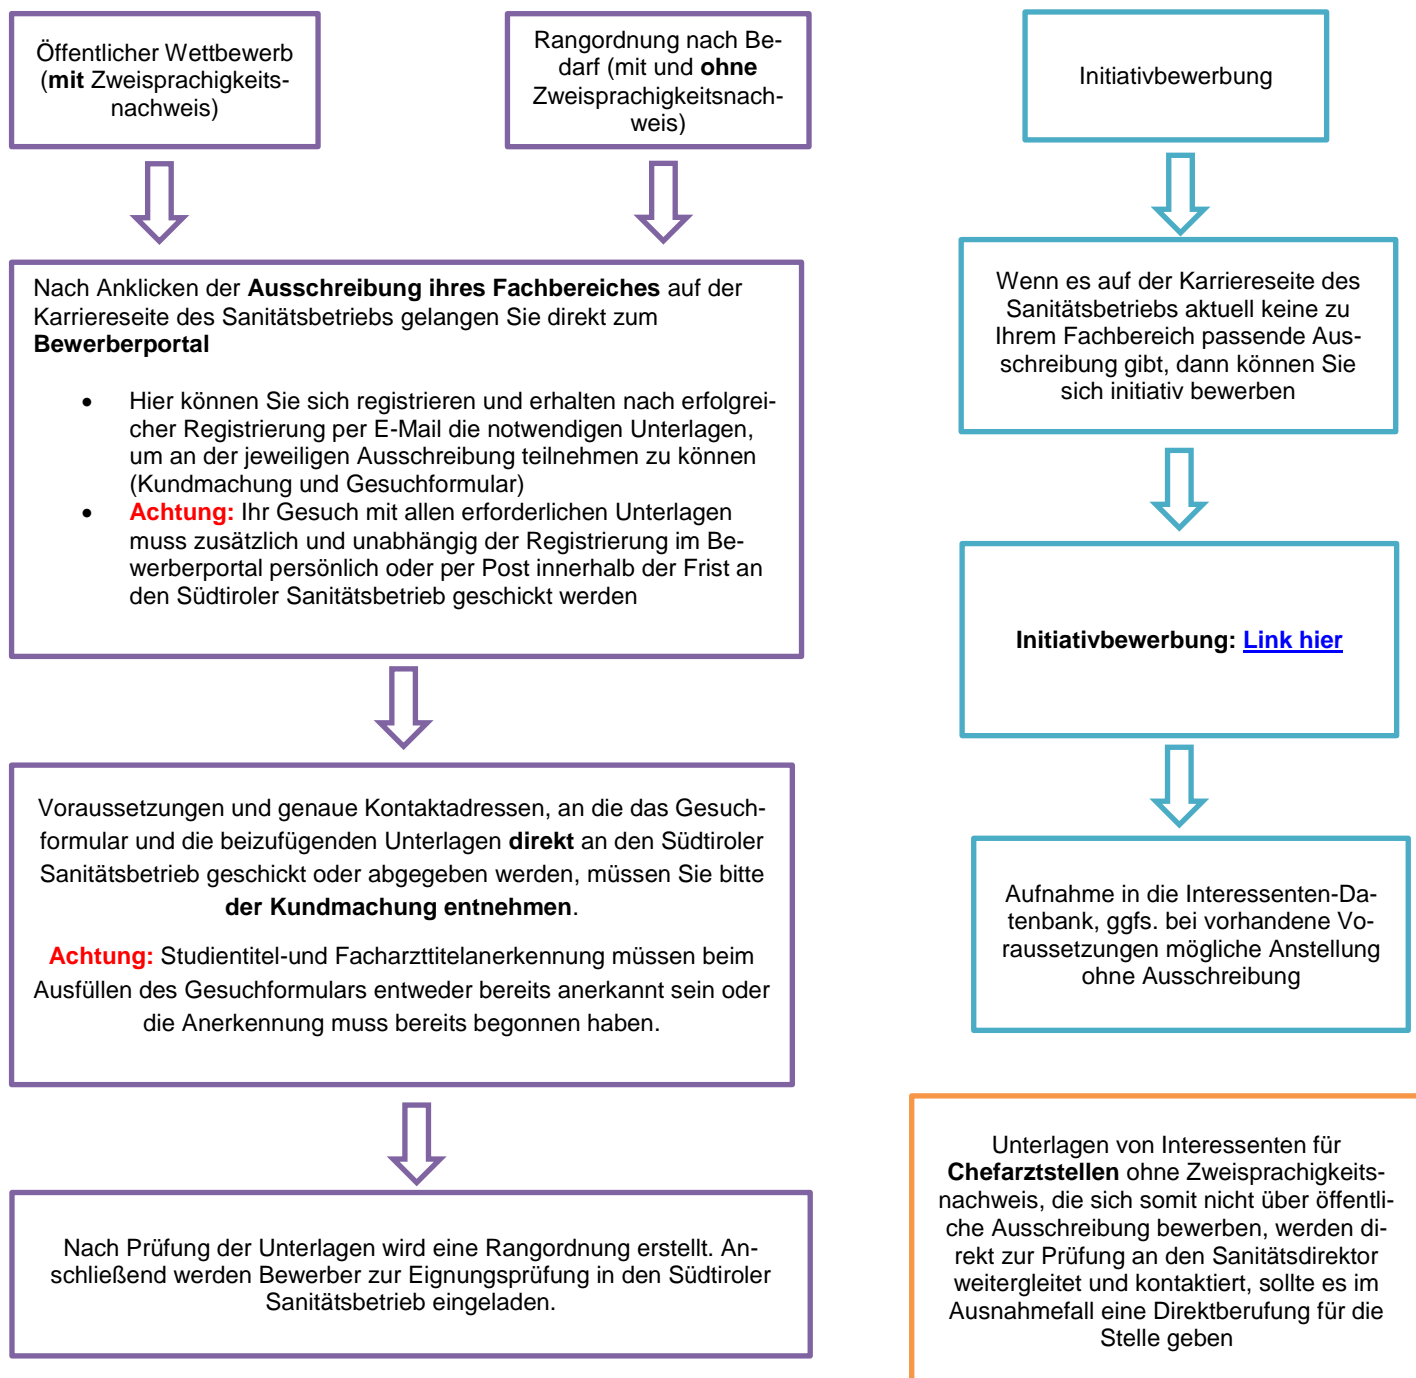 Öffentlicher Wettbewerb
(mit Zweisprachigkeits-
nachweis)
Rangordnung nach Be-
darf (mit und ohne
Zweisprachigkeitsnach-
weis)
Nach Anklicken der Ausschreibung ihres Fachbereiches auf der
Karriereseite des Sanitätsbetriebs gelangen Sie direkt zum
Bewerberportal
• Hier können Sie sich registrieren und erhalten nach erfolgrei-
cher Registrierung per E-Mail die notwendigen Unterlagen,
um an der jeweiligen Ausschreibung teilnehmen zu können
(Kundmachung und Gesuchformular)
• Achtung: Ihr Gesuch mit allen erforderlichen Unterlagen
muss zusätzlich und unabhängig der Registrierung im Be-
werberportal persönlich oder per Post innerhalb der Frist an
den Südtiroler Sanitätsbetrieb geschickt werden
Voraussetzungen und genaue Kontaktadressen, an die das Gesuch-
formular und die beizufügenden Unterlagen direkt an den Südtiroler
Sanitätsbetrieb geschickt oder abgegeben werden, müssen Sie bitte
der Kundmachung entnehmen.
Achtung: Studientitel-und Facharzttitelanerkennung müssen beim
Ausfüllen des Gesuchformulars entweder bereits anerkannt sein oder
die Anerkennung muss bereits begonnen haben.
Nach Prüfung der Unterlagen wird eine Rangordnung erstellt. An-
schließend werden Bewerber zur Eignungsprüfung in den Südtiroler
Sanitätsbetrieb eingeladen.
Initiativbewerbung
Wenn es auf der Karriereseite des
Sanitätsbetriebs aktuell keine zu
Ihrem Fachbereich passende Aus-
schreibung gibt, dann können Sie
sich initiativ bewerben
Initiativbewerbung: Link hier
Aufnahme in die Interessenten-Da-
tenbank, ggfs. bei vorhandene Vo-
raussetzungen mögliche Anstellung
ohne Ausschreibung
Unterlagen von Interessenten für
Chefarztstellen ohne Zweisprachigkeits-
nachweis, die sich somit nicht über öffentli-
che Ausschreibung bewerben, werden di-
rekt zur Prüfung an den Sanitätsdirektor
weitergleitet und kontaktiert, sollte es im
Ausnahmefall eine Direktberufung für die
Stelle geben